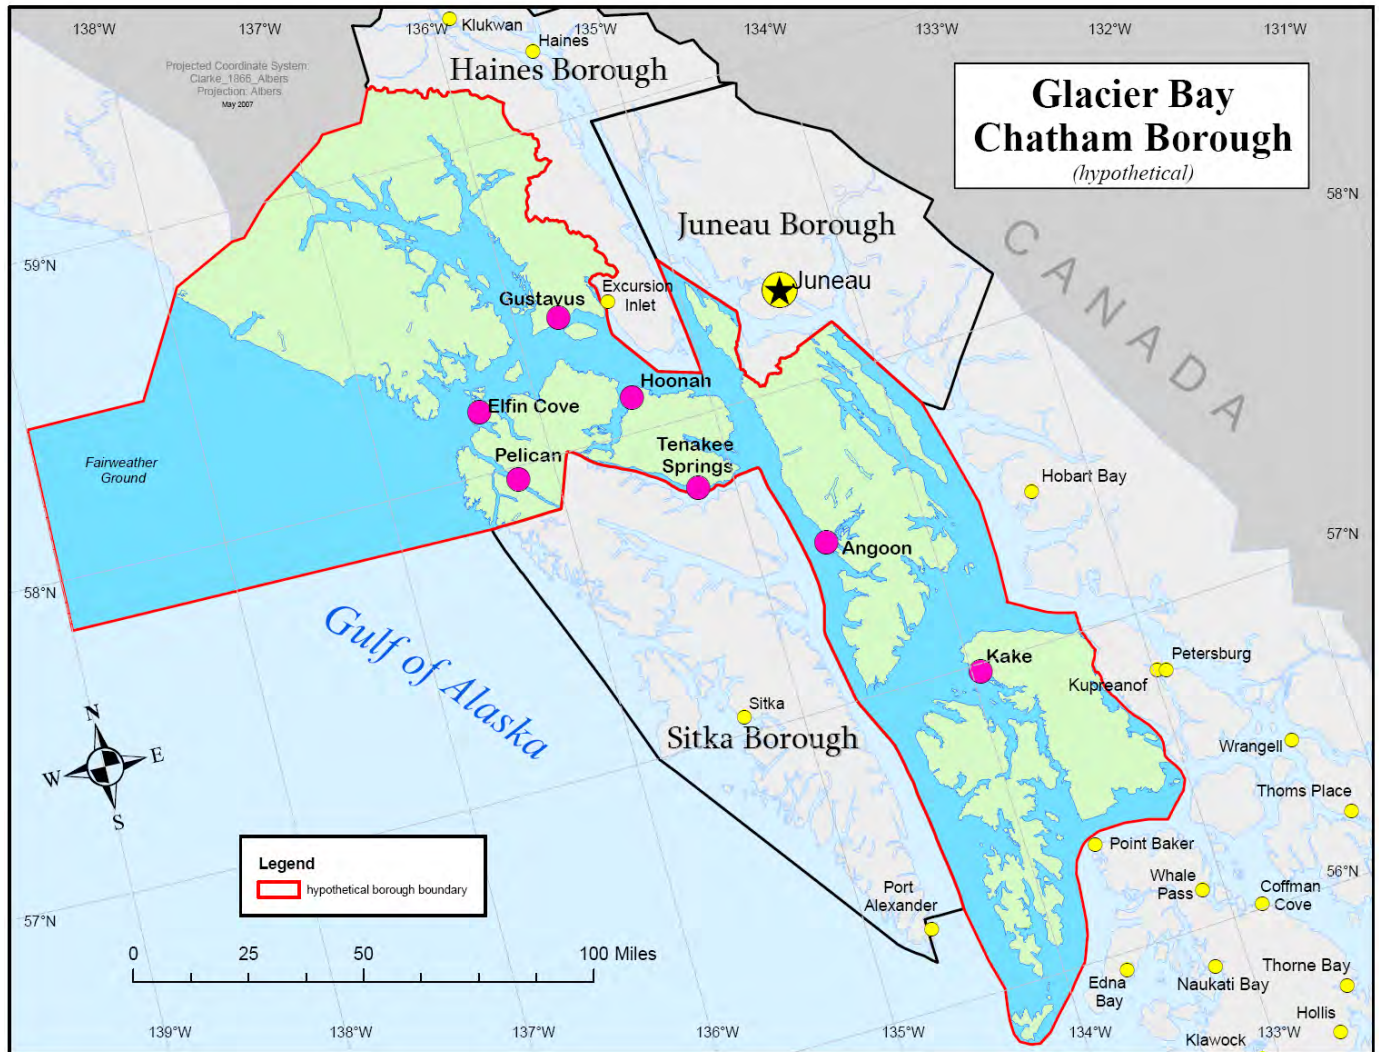 138°W
137°W
136°W
135°W
134°W
133°W
132°W
131°W
Klukwan
Haines
Haines Borough
Projected Coordinate System:
Clarke_1866_Albers
Projection: Albers
May 2007
Glacier Bay
Chatham Borough
(hypothetical)
58°N
Juneau Borough
CANADA
59°N
Juneau
Excursion
Inlet
Gustavus
Hoonah
Elfin Cove
Tenakee
Springs
Pelican
Fairweather
Ground
Hobart Bay
57°N
Angoon
58°N
Gulf of Alaska
Kake
Petersburg
Kupreanof
Sitka
Sitka Borough
Wrangell
N
W
E
S
Thoms Place
Point Baker
Legend
hypothetical borough boundary
Whale
Pass
56°N
Coffman
Cove
Port
Alexander
57°N
0
25
50
100 Miles
Edna
Bay
Naukati Bay
Thorne Bay
Hollis
Klawock
139°W
138°W
137°W
136°W
135°W
134°W
133°W